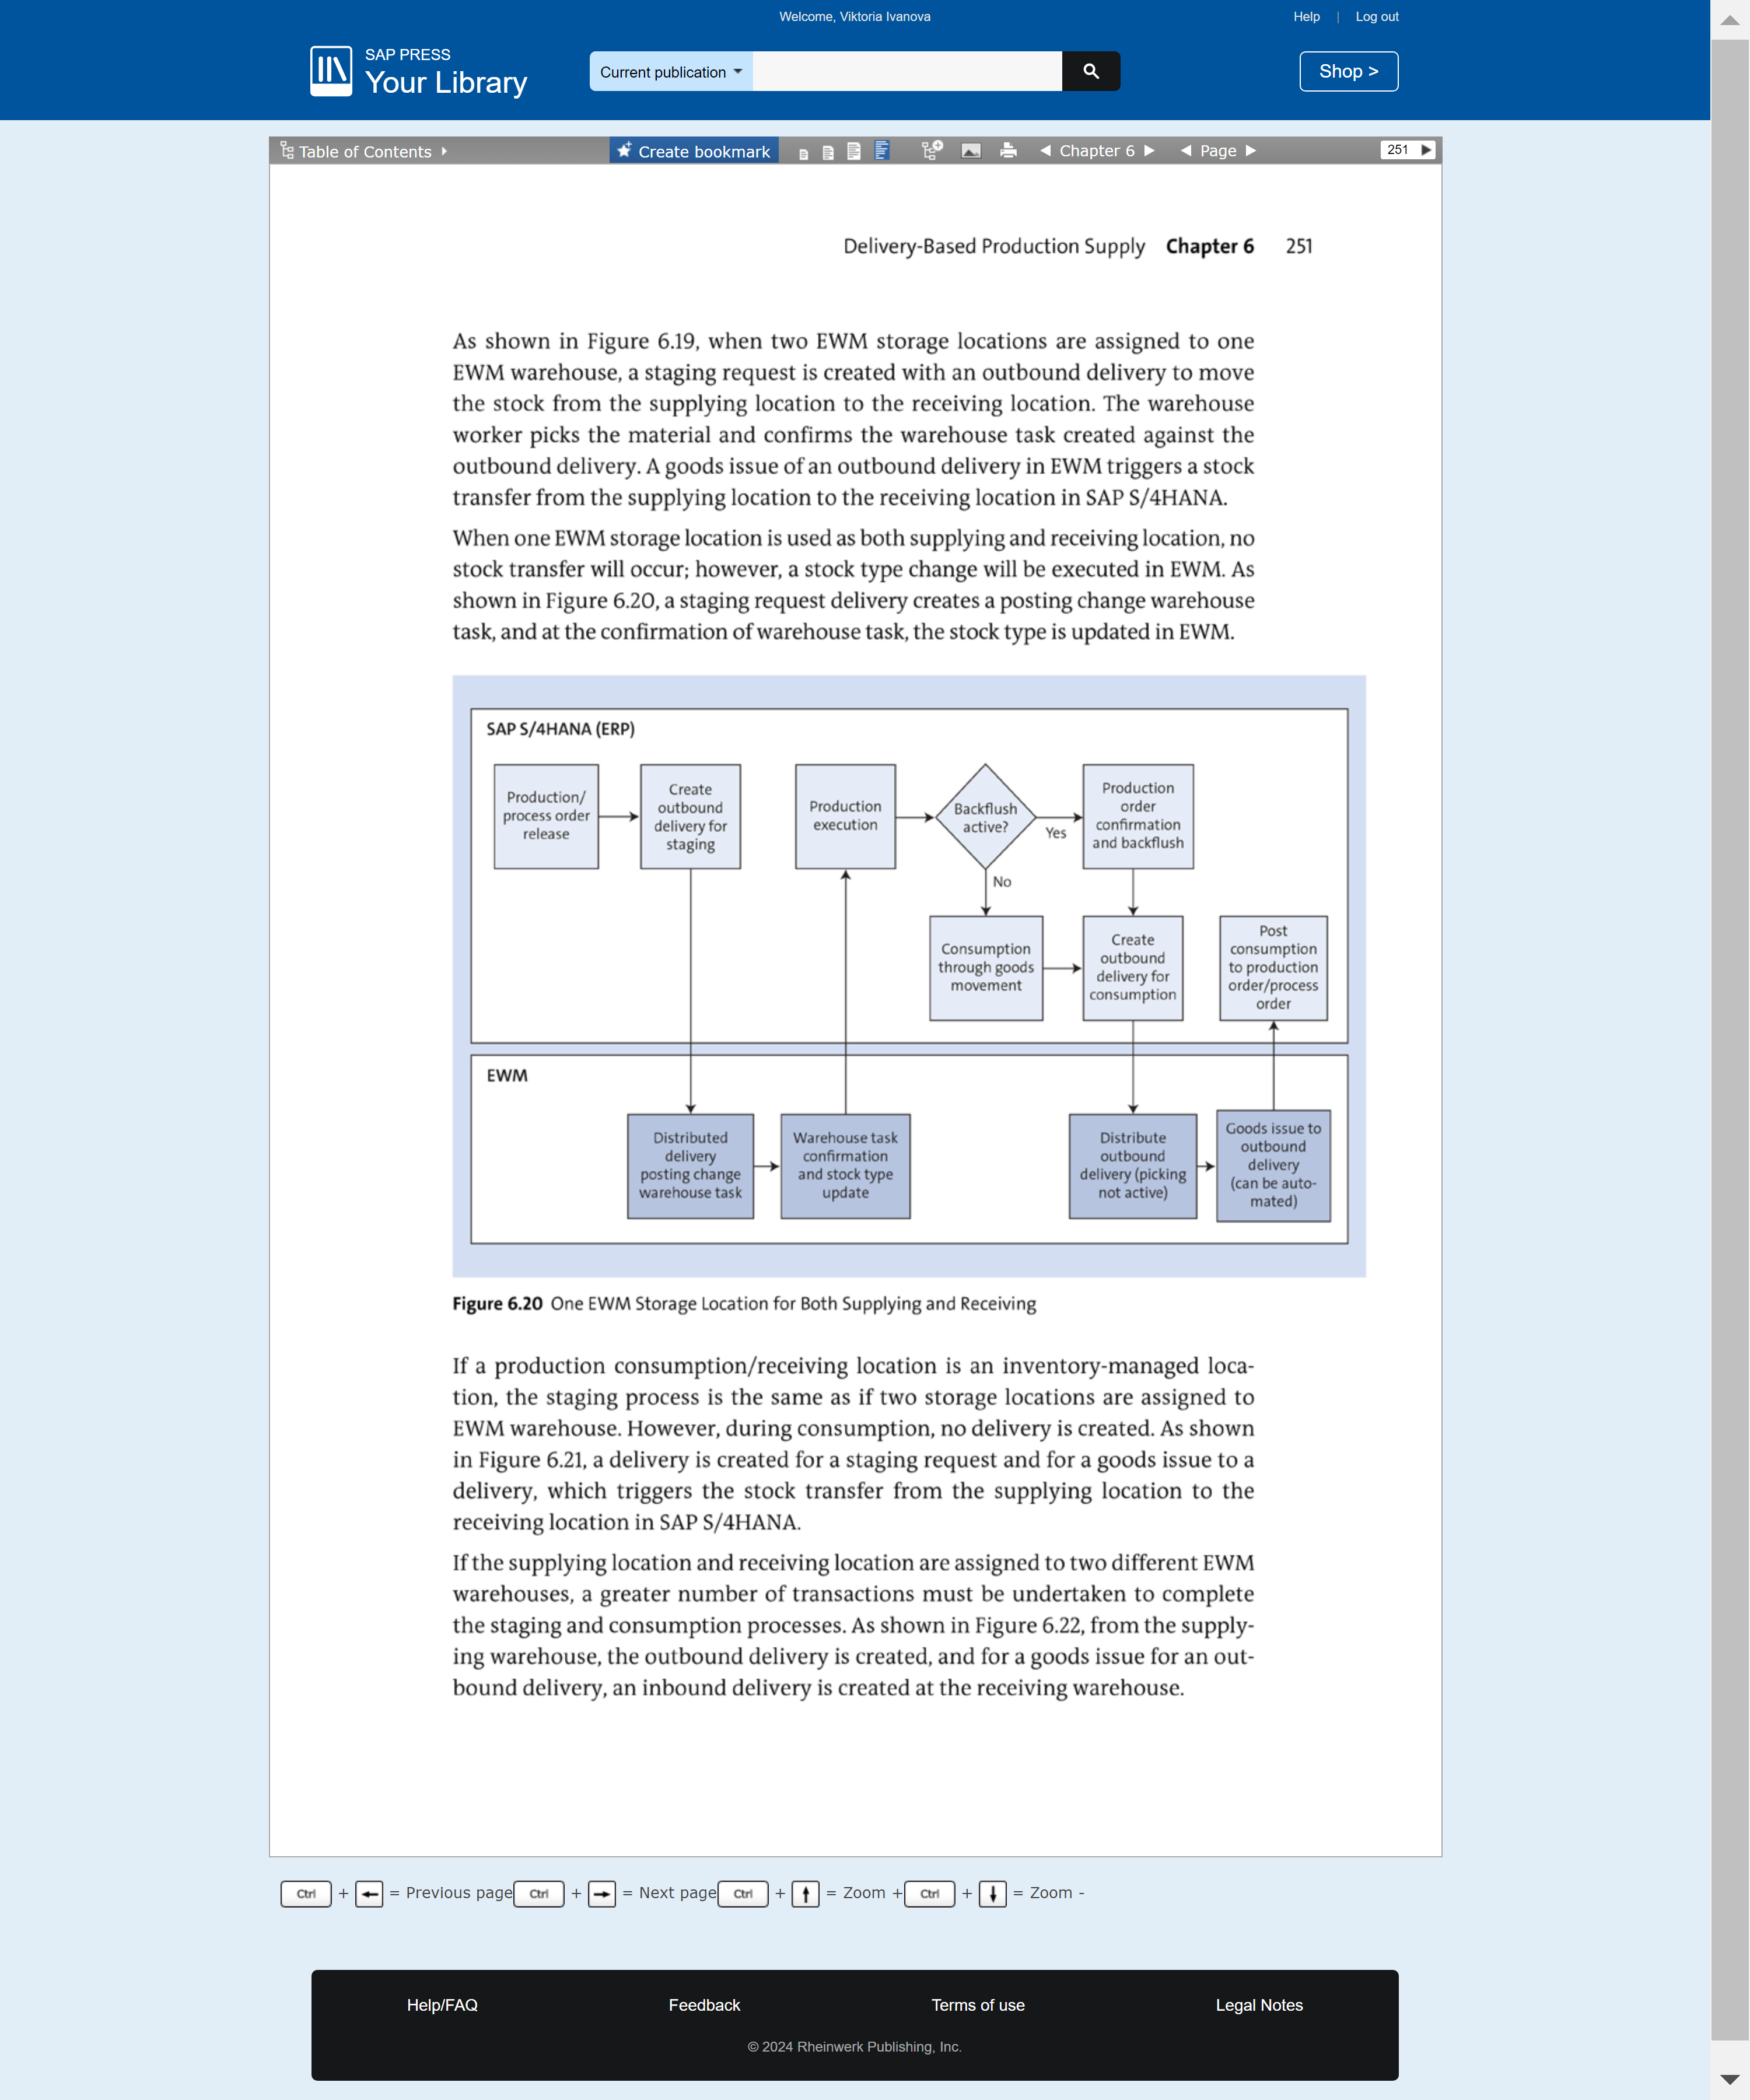 Welcome, Viktoria Ivanova
Help | Log out
SAP PRESS
Your Library
Current publication
Shop >
Table of Contents
Create bookmark
Chapter 6
Page
251
Delivery-Based Production Supply Chapter 6 251
As shown in Figure 6.19, when two EWM storage locations are assigned to one
EWM warehouse, a staging request is created with an outbound delivery to move
the stock from the supplying location to the receiving location. The warehouse
worker picks the material and confirms the warehouse task created against the
outbound delivery. A goods issue of an outbound delivery in EWM triggers a stock
transfer from the supplying location to the receiving location in SAP S/4HANA.
When one EWM storage location is used as both supplying and receiving location, no
stock transfer will occur; however, a stock type change will be executed in EWM. As
shown in Figure 6.20, a staging request delivery creates a posting change warehouse
task, and at the confirmation of warehouse task, the stock type is updated in EWM.
SAP S/4HANA (ERP)
Production/
process order
release
Create
outbound
delivery for
staging
Production
execution
Backflush
active?
Yes
Production
order
confirmation
and backflush
No
Consumption
through goods
movement
Create
outbound
delivery for
consumption
Post
consumption
to production
order/process
order
EWM
Distributed
delivery
posting change
warehouse task
Warehouse task
confirmation
and stock type
update
Distribute
outbound
delivery (picking
not active)
Goods issue to
outbound
delivery
(can be auto-
mated)
Figure 6.20 One EWM Storage Location for Both Supplying and Receiving
If a production consumption/receiving location is an inventory-managed loca-
tion, the staging process is the same as if two storage locations are assigned to
EWM warehouse. However, during consumption, no delivery is created. As shown
in Figure 6.21, a delivery is created for a staging request and for a goods issue to a
delivery, which triggers the stock transfer from the supplying location to the
receiving location in SAP S/4HANA.
If the supplying location and receiving location are assigned to two different EWM
warehouses, a greater number of transactions must be undertaken to complete
the staging and consumption processes. As shown in Figure 6.22, from the supply-
ing warehouse, the outbound delivery is created, and for a goods issue for an out-
bound delivery, an inbound delivery is created at the receiving warehouse.
Ctrl + ← = Previous page Ctrl + → = Next page Ctrl + ↑ = Zoom + Ctrl + ↓ = Zoom -
Help/FAQ Feedback Terms of use Legal Notes
© 2024 Rheinwerk Publishing, Inc.